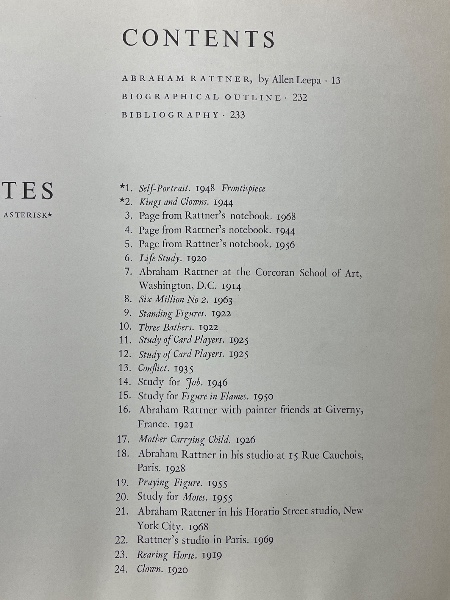 CONTENTS
ABRAHAM RATTNER, by Allen Leepa · 13
BIOGRAPHICAL OUTLINE · 232
BIBLIOGRAPHY · 233
TES
ASTERISK*
*1. Self-Portrait. 1948 Frontispiece
*2. Kings and Clowns. 1944
3. Page from Rattner's notebook. 1968
4. Page from Rattner's notebook. 1944
5. Page from Rattner's notebook. 1956
6. Life Study. 1920
7. Abraham Rattner at the Corcoran School of Art,
Washington, D.C. 1914
8. Six Million No 2. 1963
9. Standing Figures. 1922
10. Three Bathers. 1922
11. Study of Card Players. 1925
12. Study of Card Players. 1925
13. Conflict. 1935
14. Study for Job. 1946
15. Study for Figure in Flames. 1950
16. Abraham Rattner with painter friends at Giverny,
France. 1921
17. Mother Carrying Child. 1926
18. Abraham Rattner in his studio at 15 Rue Cauchois,
Paris. 1928
19. Praying Figure. 1955
20. Study for Moses. 1955
21. Abraham Rattner in his Horatio Street studio, New
York City. 1968
22. Rattner's studio in Paris. 1969
23. Rearing Horse. 1919
24. Clown. 1920